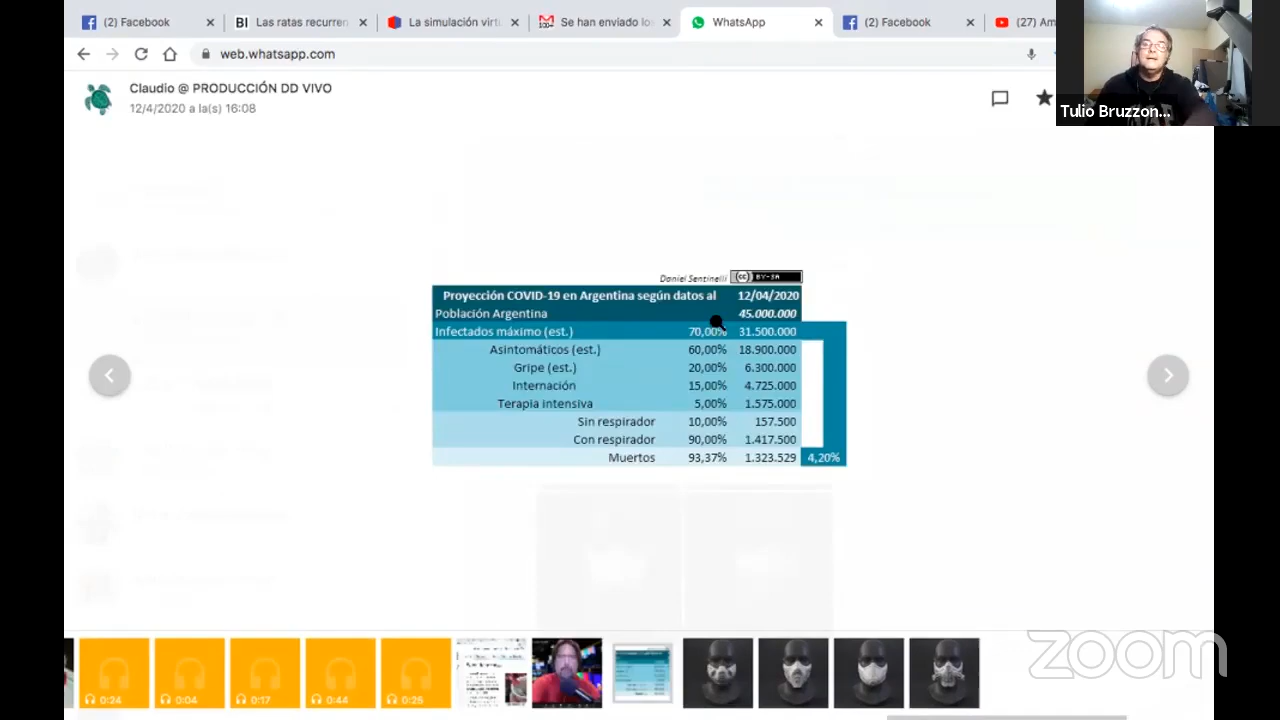 (2) Facebook
Las ratas recurren
La simulación virtu
Se han enviado lo
WhatsApp
(2) Facebook
(27) Am
web.whatsapp.com
Claudio @ PRODUCCIÓN DD VIVO
12/4/2020 a la(s) 16:08
Tulio Bruzzon...
Daniel Sentinelli
cc BY-SA
Proyección COVID-19 en Argentina según datos al 12/04/2020
Población Argentina 45.000.000
Infectados máximo (est.) 70,00% 31.500.000
Asintomáticos (est.) 60,00% 18.900.000
Gripe (est.) 20,00% 6.300.000
Internación 15,00% 4.725.000
Terapia intensiva 5,00% 1.575.000
Sin respirador 10,00% 157.500
Con respirador 90,00% 1.417.500
Muertos 93,37% 1.323.529 4,20%
0:24
0:04
0:17
0:44
0:25
zoom